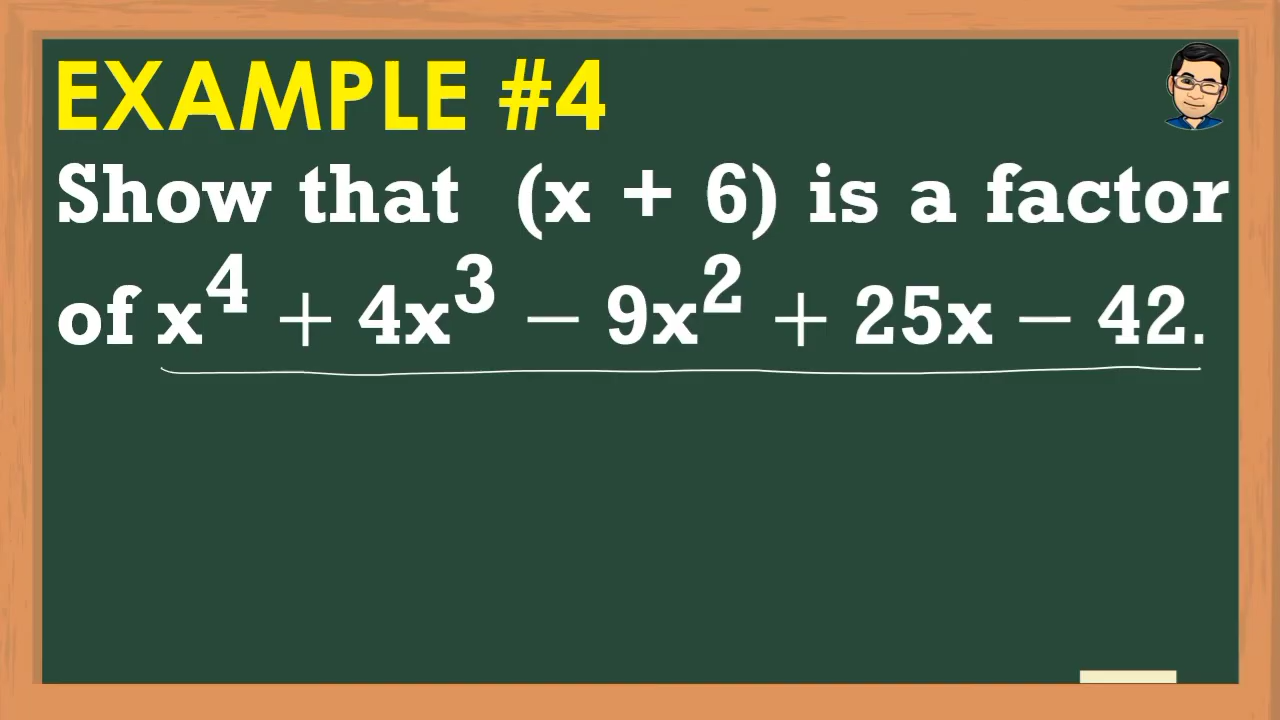 EXAMPLE #4
Show that (x + 6) is a factor
of x⁴ + 4x³ − 9x² + 25x − 42.